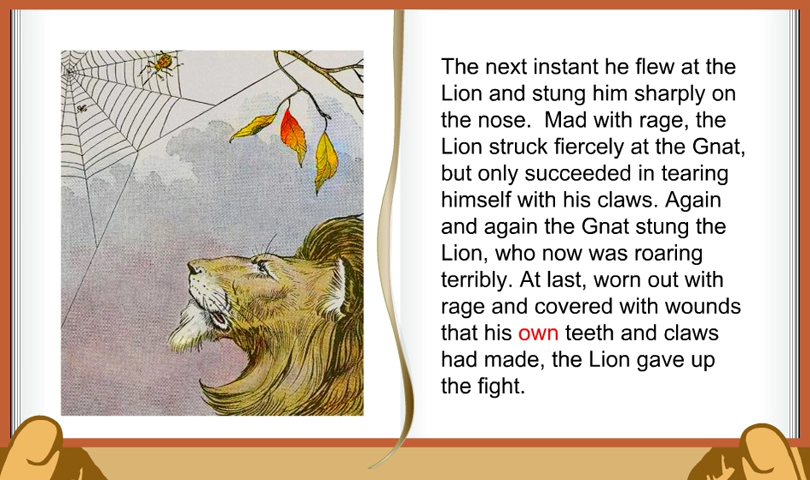 The next instant he flew at the
Lion and stung him sharply on
the nose.  Mad with rage, the
Lion struck fiercely at the Gnat,
but only succeeded in tearing
himself with his claws. Again
and again the Gnat stung the
Lion, who now was roaring
terribly. At last, worn out with
rage and covered with wounds
that his own teeth and claws
had made, the Lion gave up
the fight.